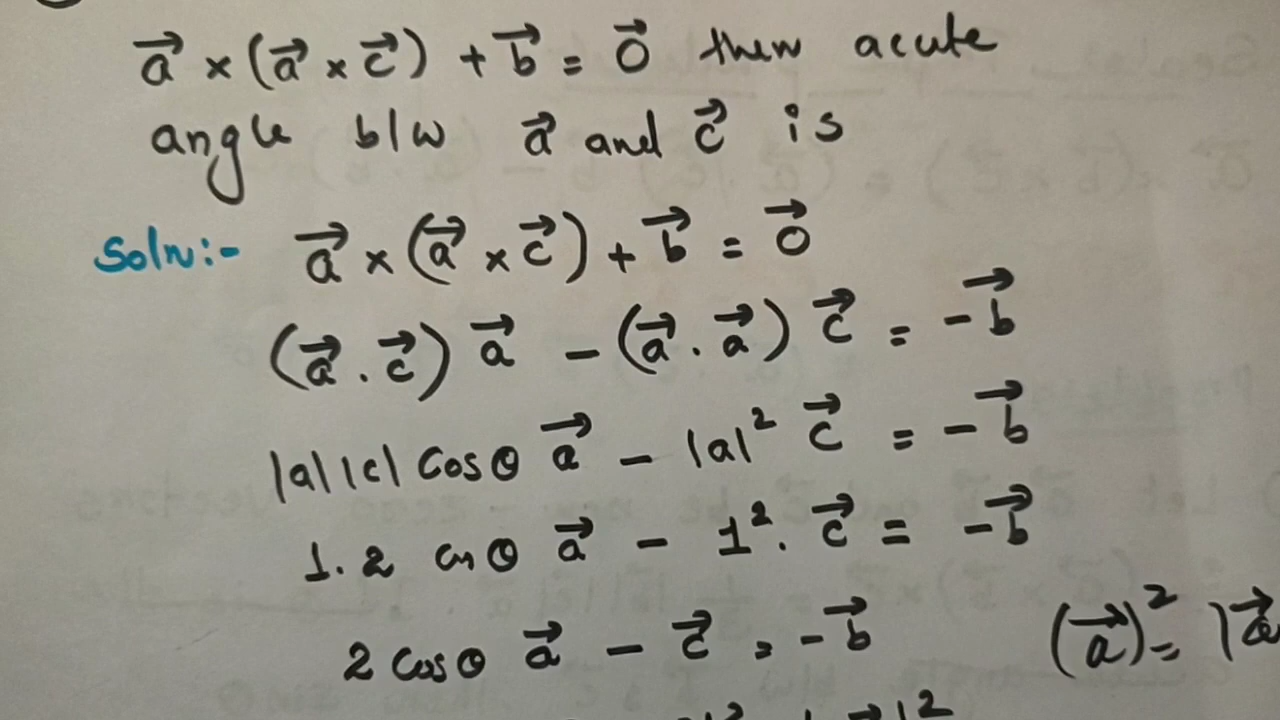 a⃗ × (a⃗ × c⃗) + b⃗ = 0⃗ then acute
angle b/w a⃗ and c⃗ is
Soln:- a⃗ × (a⃗ × c⃗) + b⃗ = 0⃗
(a⃗ . c⃗) a⃗ - (a⃗ . a⃗) c⃗ = -b⃗
|a| |c| cos θ a⃗ - |a|² c⃗ = -b⃗
1. 2 cos θ a⃗ - 1². c⃗ = -b⃗
2 cos θ a⃗ - c⃗ = -b⃗
(a⃗)² = |a⃗